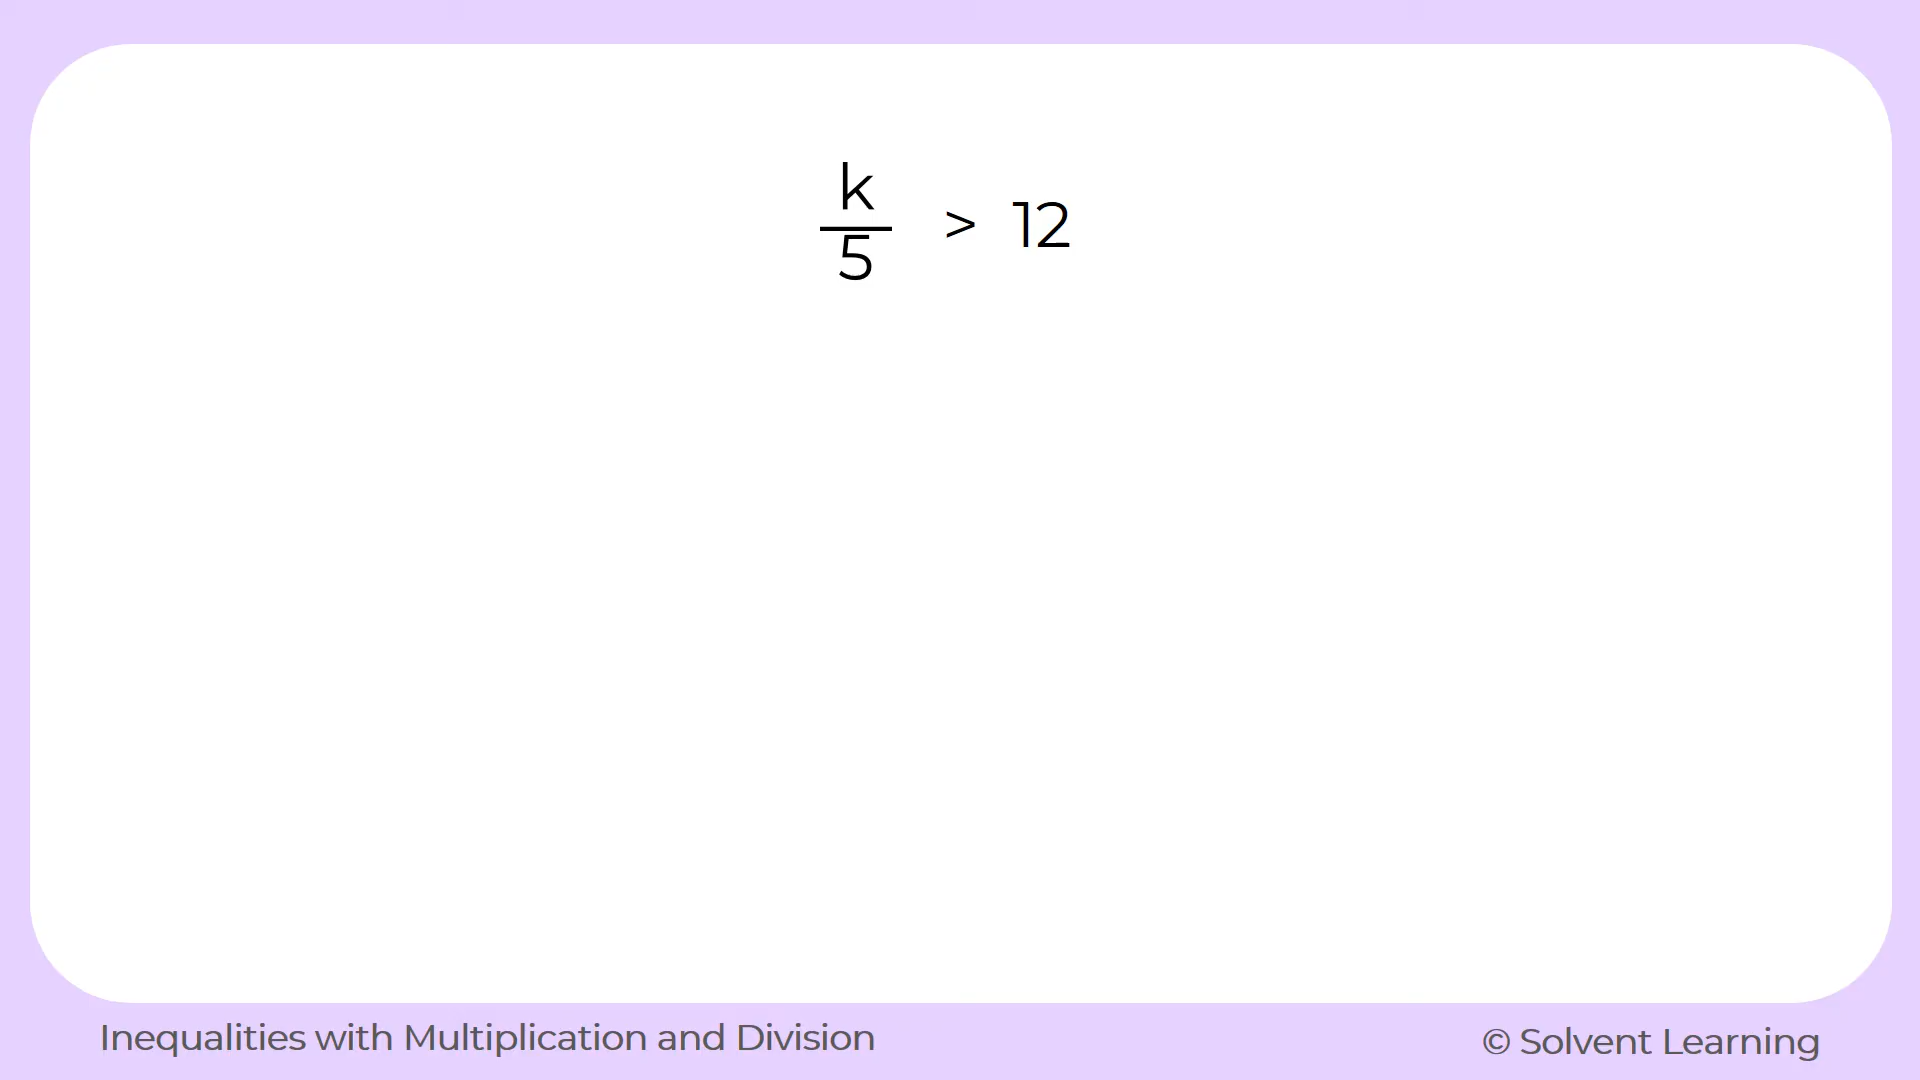 k
5
> 12
Inequalities with Multiplication and Division
© Solvent Learning